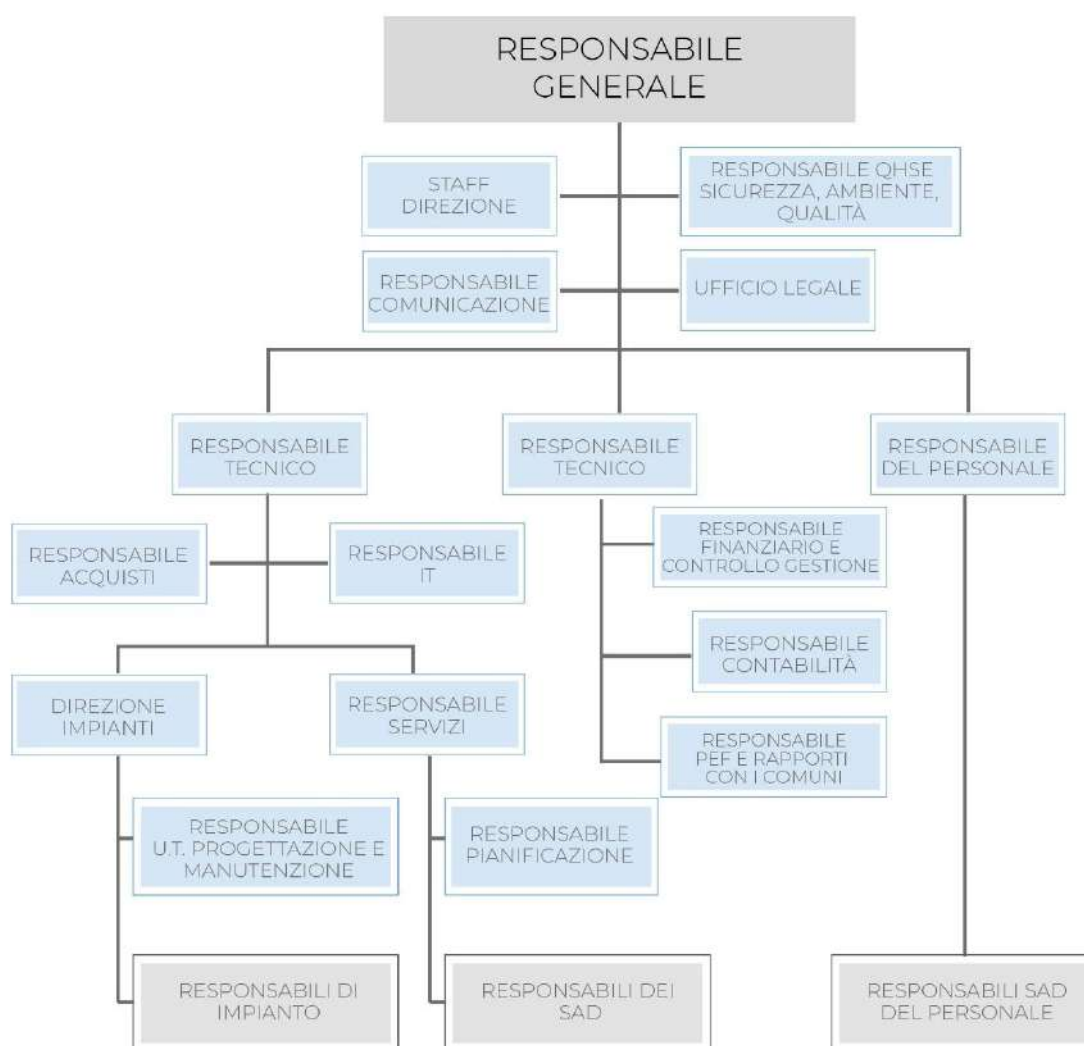 RESPONSABILE
GENERALE
STAFF
DIREZIONE
RESPONSABILE QHSE
SICUREZZA, AMBIENTE,
QUALITÀ
RESPONSABILE
COMUNICAZIONE
UFFICIO LEGALE
RESPONSABILE
TECNICO
RESPONSABILE
TECNICO
RESPONSABILE
DEL PERSONALE
RESPONSABILE
ACQUISTI
RESPONSABILE
IT
RESPONSABILE
FINANZIARIO E
CONTROLLO GESTIONE
RESPONSABILE
CONTABILITÀ
DIREZIONE
IMPIANTI
RESPONSABILE
SERVIZI
RESPONSABILE
PEF E RAPPORTI
CON I COMUNI
RESPONSABILE
U.T. PROGETTAZIONE E
MANUTENZIONE
RESPONSABILE
PIANIFICAZIONE
RESPONSABILI DI
IMPIANTO
RESPONSABILI DEI
SAD
RESPONSABILI SAD
DEL PERSONALE